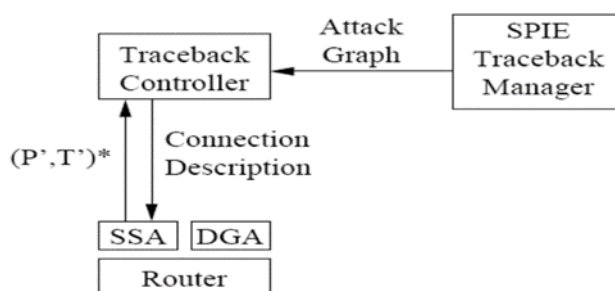 Traceback
Controller
Attack
Graph
SPIE
Traceback
Manager
(P',T')*
Connection
Description
SSA
DGA
Router